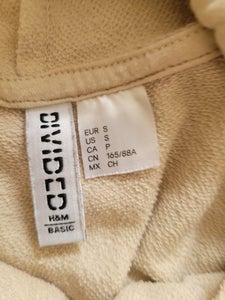 DIVIDED
H&M
BASIC
EUR S
US S
CA P
CN 165/88A
MX CH